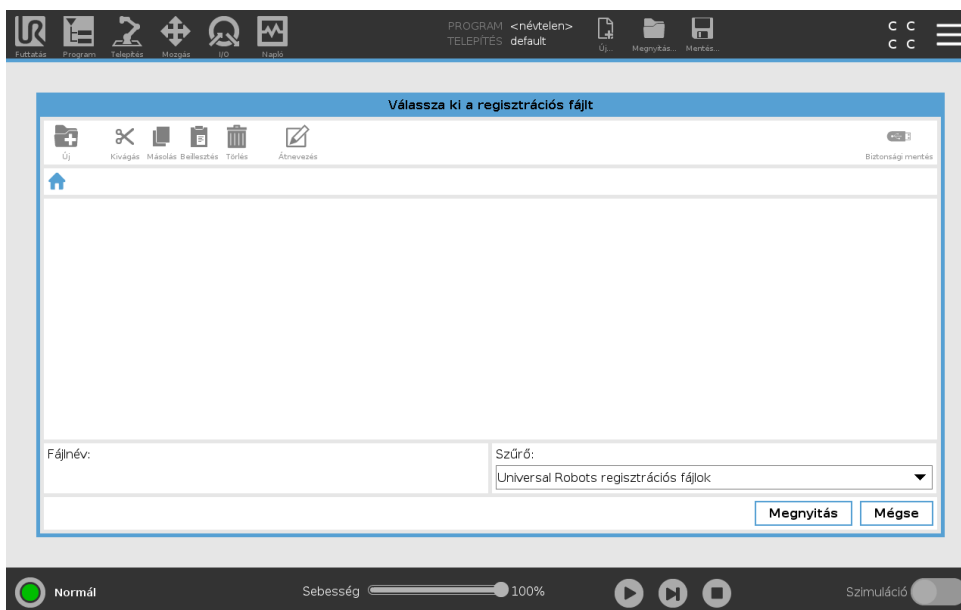 Futtatás Program Telepítés Mozgás I/O Napló
PROGRAM <névtelen>
TELEPÍTÉS default
Új... Megnyitás... Mentés...
C C
C C
Válassza ki a regisztrációs fájlt
Új Kivágás Másolás Beillesztés Törlés Átnevezés Biztonsági mentés
Fájlnév:
Szűrő:
Universal Robots regisztrációs fájlok
Megnyitás Mégse
Normál Sebesség 100% Szimuláció